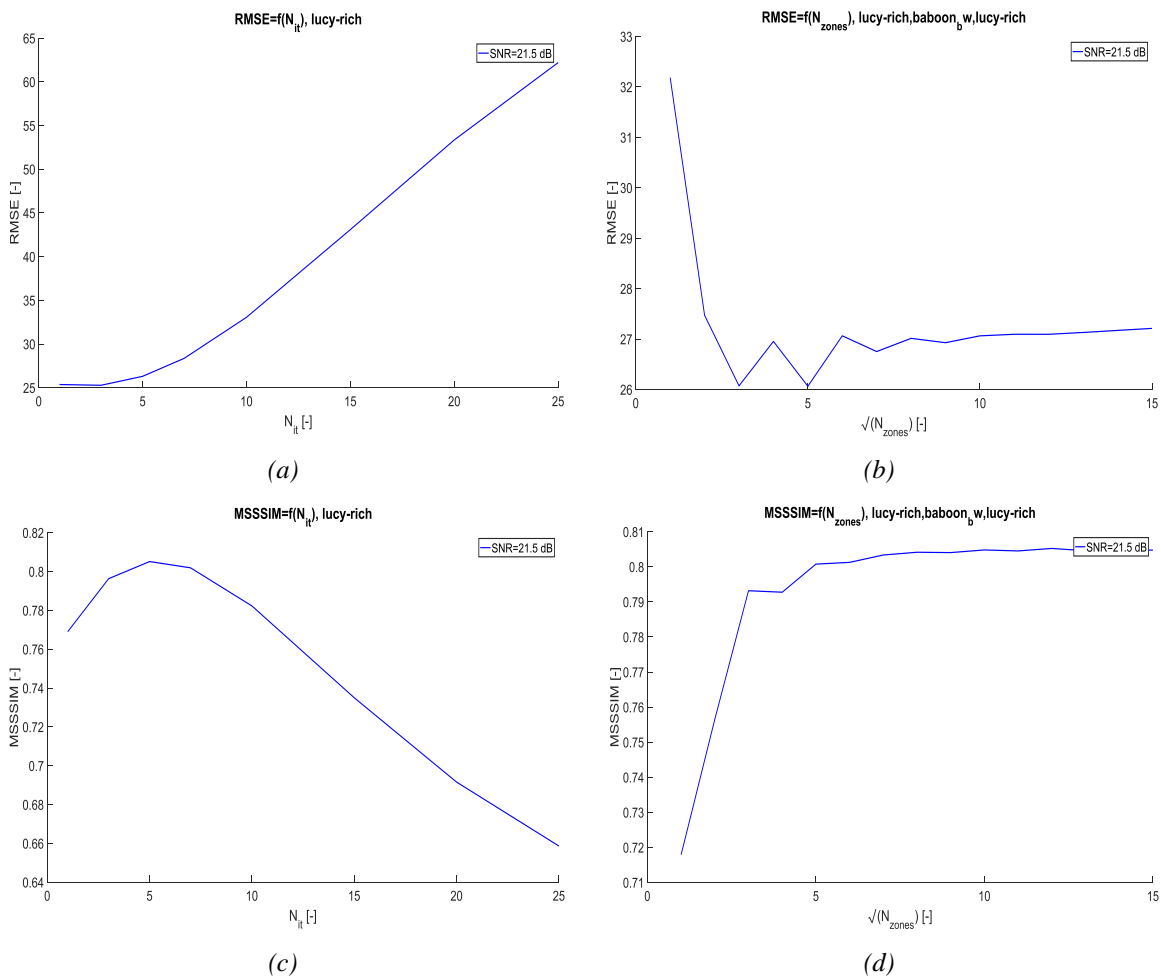 RMSE=f(N_it), lucy-rich
SNR=21.5 dB
RMSE [-]
65
60
55
50
45
40
35
30
25
0
5
10
15
20
25
N_it [-]
(a)
RMSE=f(N_zones), lucy-rich,baboon_bw,lucy-rich
SNR=21.5 dB
RMSE [-]
33
32
31
30
29
28
27
26
0
5
10
15
√(N_zones) [-]
(b)
MSSSIM=f(N_it), lucy-rich
SNR=21.5 dB
MSSSIM [-]
0.82
0.8
0.78
0.76
0.74
0.72
0.7
0.68
0.66
0.64
0
5
10
15
20
25
N_it [-]
(c)
MSSSIM=f(N_zones), lucy-rich,baboon_bw,lucy-rich
SNR=21.5 dB
MSSSIM [-]
0.81
0.8
0.79
0.78
0.77
0.76
0.75
0.74
0.73
0.72
0.71
0
5
10
15
√(N_zones) [-]
(d)